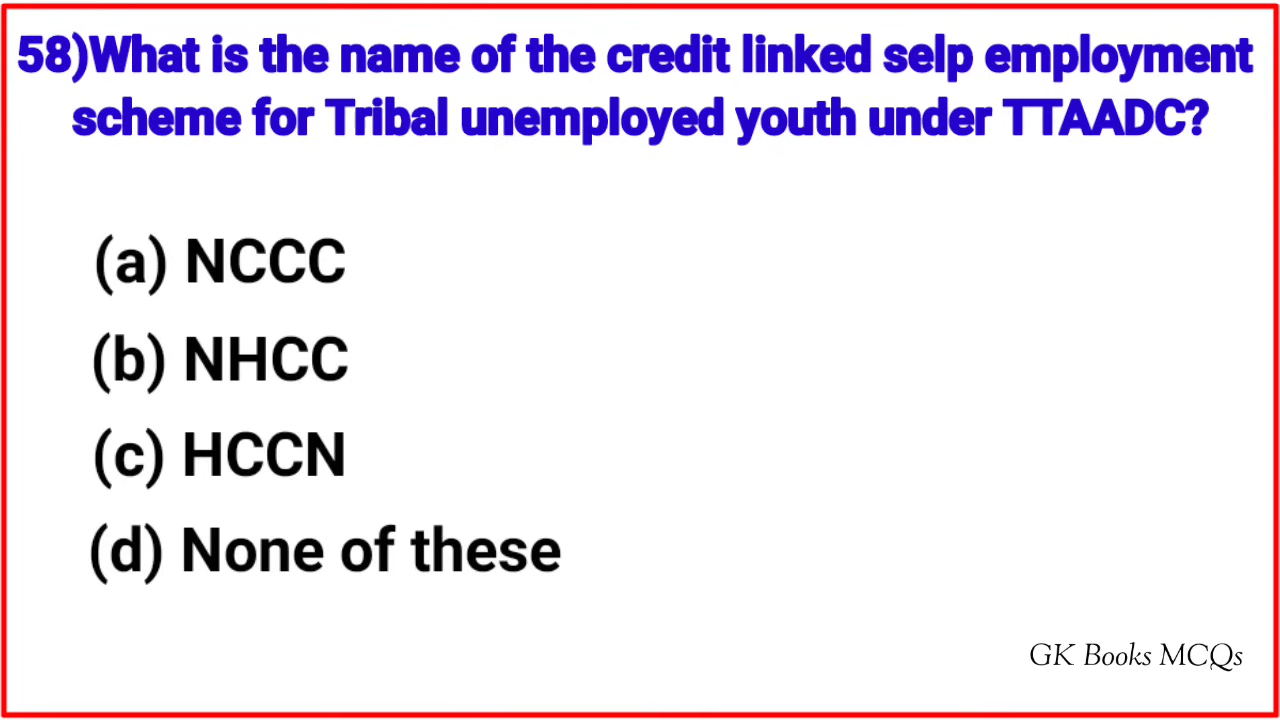 58)What is the name of the credit linked selp employment
scheme for Tribal unemployed youth under TTAADC?
(a) NCCC
(b) NHCC
(c) HCCN
(d) None of these
GK Books MCQs